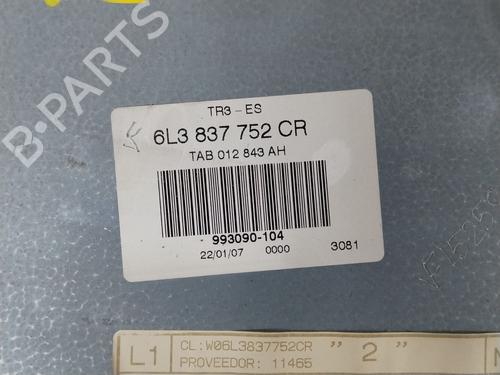 TR3-ES
6L3 837 752 CR
TAB 012 843 AH
993090-104
22/01/07 0000 3081
L1 CL:W06L3837752CR " 2 "
PROVEEDOR: 11465
B-PARTS